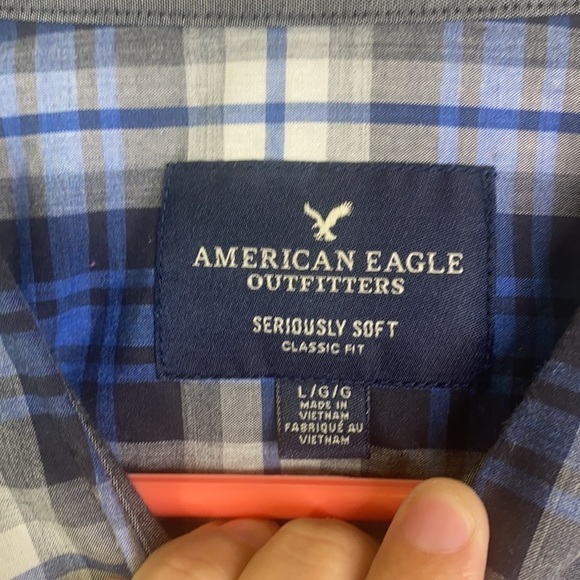 AMERICAN EAGLE
OUTFITTERS
SERIOUSLY SOFT
CLASSIC FIT
L/G/G
MADE IN
VIETNAM
FABRIQUÉ AU
VIETNAM